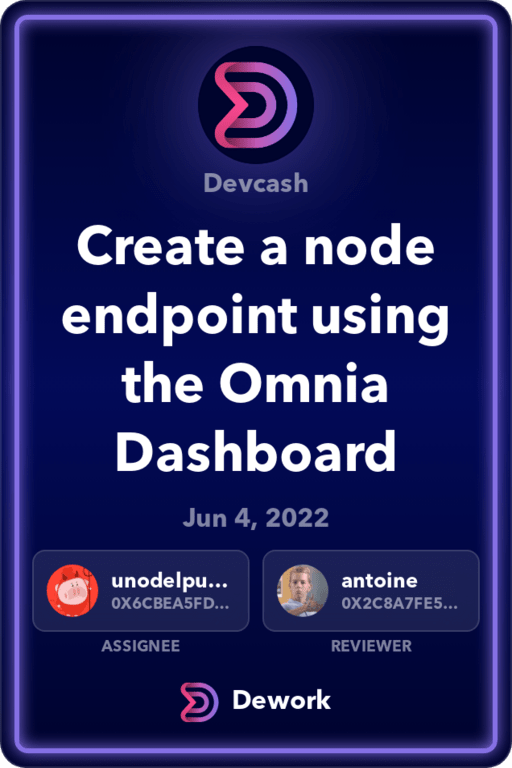 Devcash
Create a node
endpoint using
the Omnia
Dashboard
Jun 4, 2022
unodelpu...
0X6CBEA5FD...
ASSIGNEE
antoine
0X2C8A7FE5...
REVIEWER
Dework